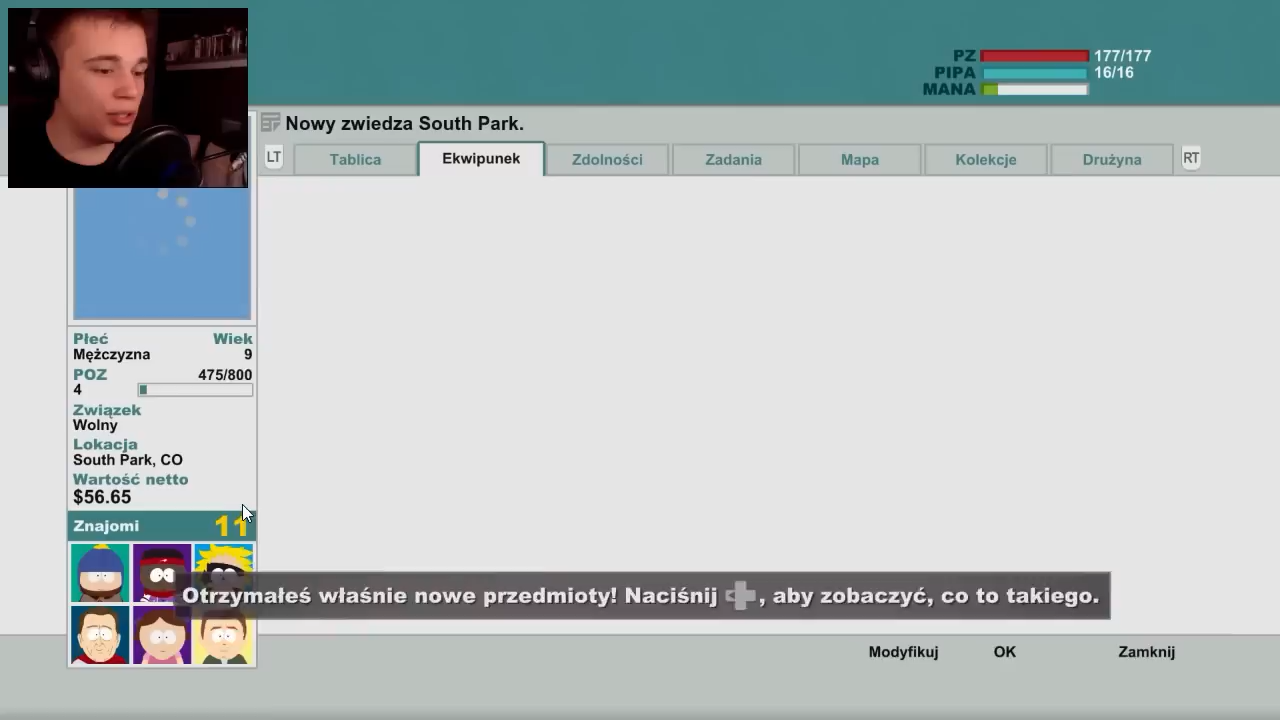 PZ 177/177
PIPA 16/16
MANA
Nowy zwiedza South Park.
LT Tablica Ekwipunek Zdolności Zadania Mapa Kolekcje Drużyna RT
Płeć Wiek
Mężczyzna 9
POZ 475/800
4
Związek
Wolny
Lokacja
South Park, CO
Wartość netto
$56.65
Znajomi 11
Otrzymałeś właśnie nowe przedmioty! Naciśnij , aby zobaczyć, co to takiego.
Modyfikuj OK Zamknij